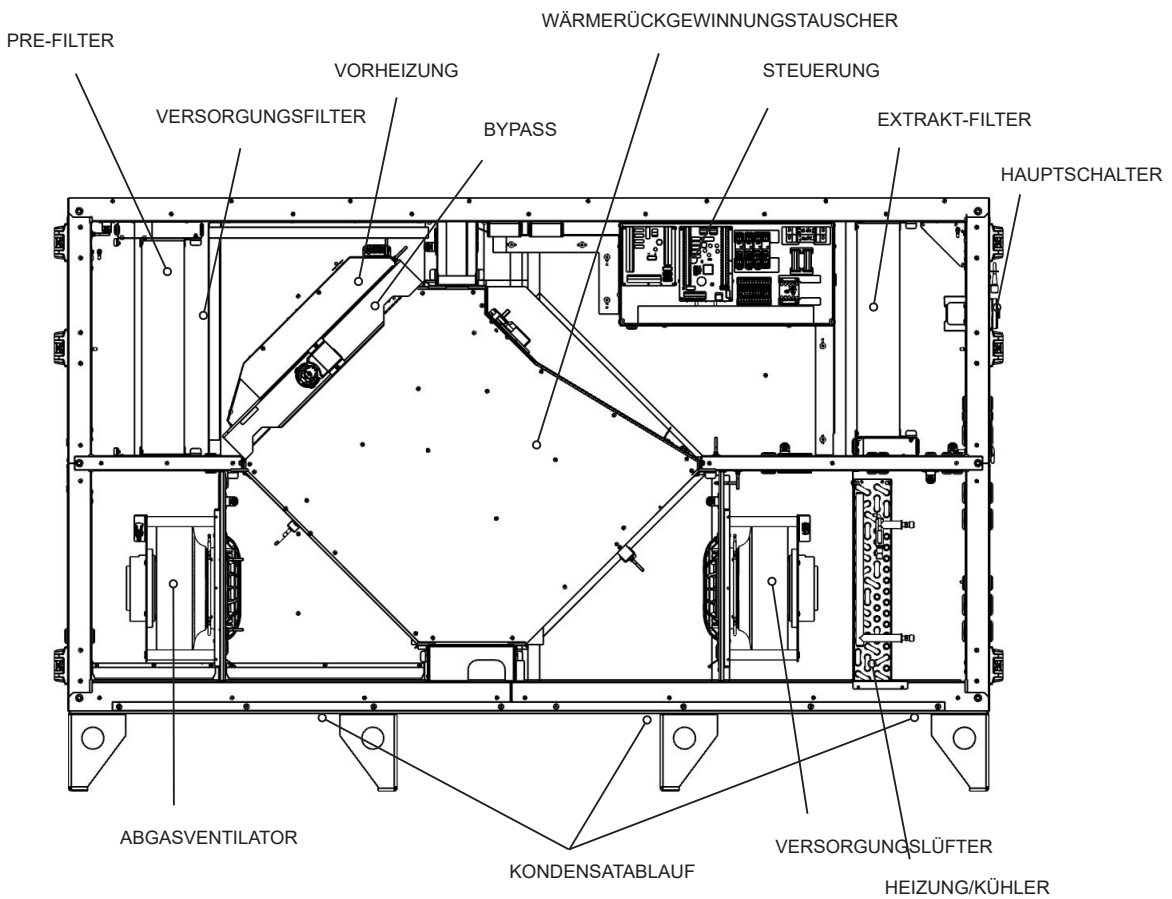 WÄRMERÜCKGEWINNUNGSTAUSCHER
PRE-FILTER
VORHEIZUNG
STEUERUNG
VERSORGUNGSFILTER
BYPASS
EXTRAKT-FILTER
HAUPTSCHALTER
ABGASVENTILATOR
VERSORGUNGSLÜFTER
KONDENSATABLAUF
HEIZUNG/KÜHLER